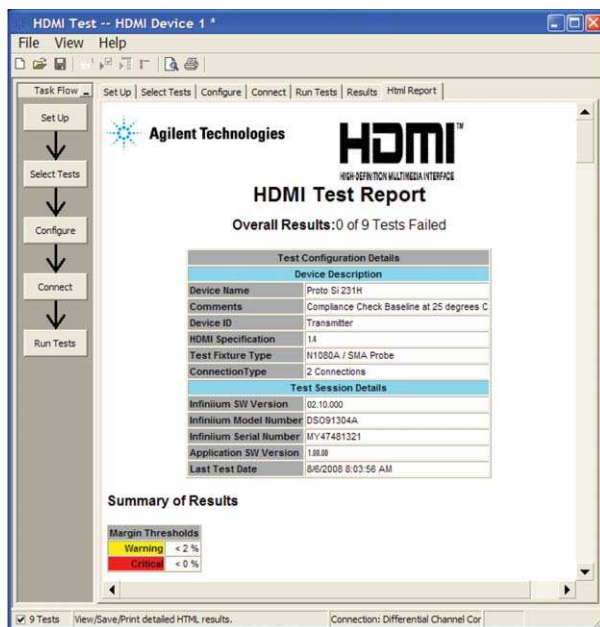 HDMI Test -- HDMI Device 1 *
File View Help
Task Flow
Set Up
Select Tests
Configure
Connect
Run Tests
Set Up Select Tests Configure Connect Run Tests Results Html Report
Agilent Technologies
HDMI™
HIGH-DEFINITION MULTIMEDIA INTERFACE
HDMI Test Report
Overall Results:0 of 9 Tests Failed
Test Configuration Details
Device Description
Device Name Proto Si 231H
Comments Compliance Check Baseline at 25 degrees C
Device ID Transmitter
HDMI Specification 1.4
Test Fixture Type N1080A / SMA Probe
ConnectionType 2 Connections
Test Session Details
Infiniium SW Version 02.10.000
Infiniium Model Number DSO91304A
Infiniium Serial Number MY47481321
Application SW Version 1.00.00
Last Test Date 8/6/2008 8:03:56 AM
Summary of Results
Margin Thresholds
Warning < 2 %
Critical < 0 %
9 Tests View/Save/Print detailed HTML results. Connection: Differential Channel Cor